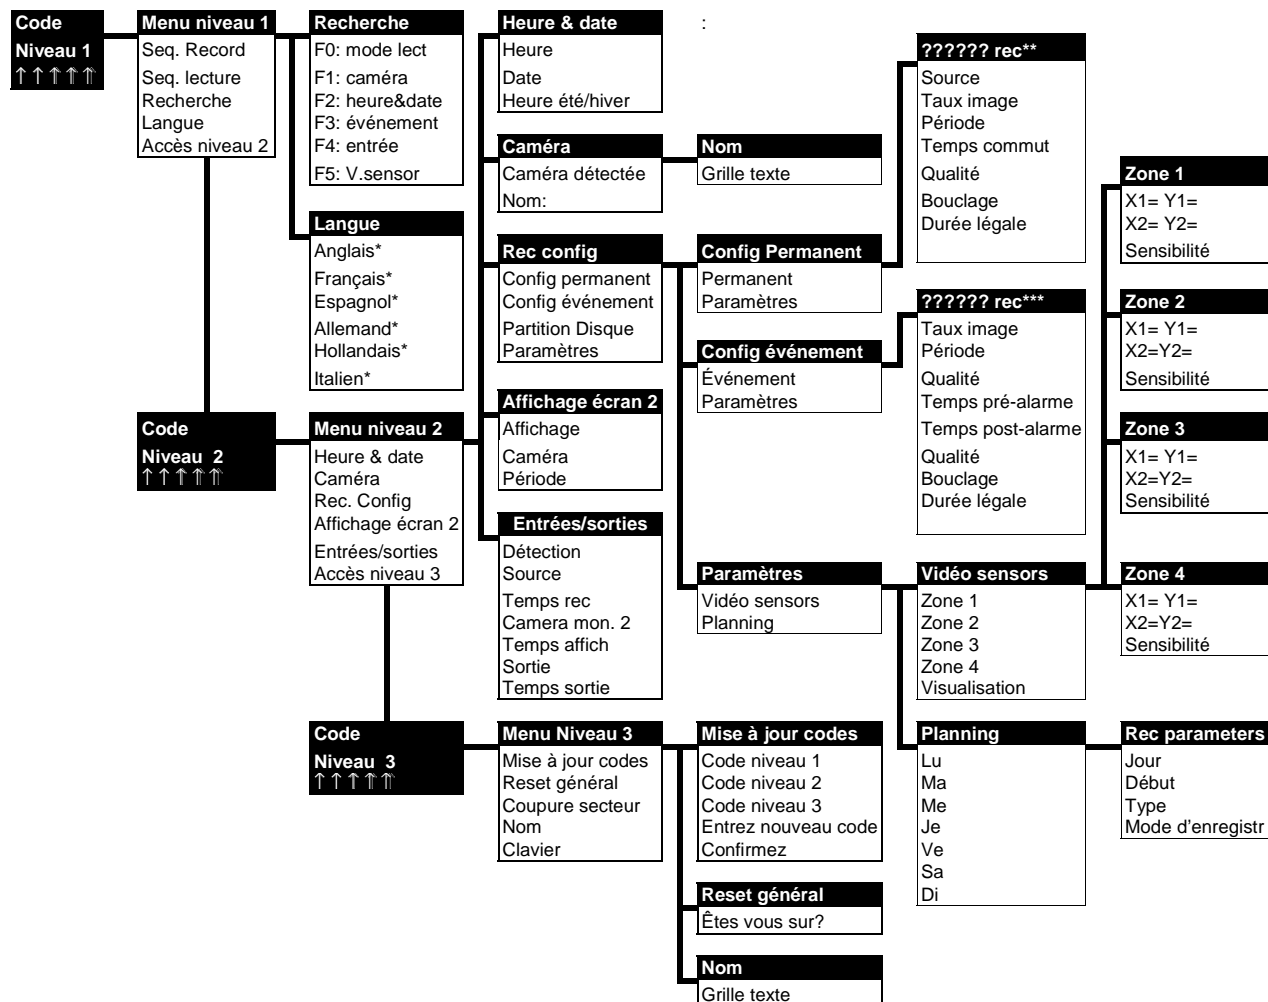 Code
Niveau 1
↑ ↑ ⇑ ⇑ ⇑
Menu niveau 1
Seq. Record
Seq. lecture
Recherche
Langue
Accès niveau 2
Recherche
F0: mode lect
F1: caméra
F2: heure&date
F3: événement
F4: entrée
F5: V.sensor
Langue
Anglais*
Français*
Espagnol*
Allemand*
Hollandais*
Italien*
Code
Niveau 2
↑ ↑ ⇑ ⇑ ⇑
Menu niveau 2
Heure & date
Caméra
Rec. Config
Affichage écran 2
Entrées/sorties
Accès niveau 3
Heure & date
Heure
Date
Heure été/hiver
:
Caméra
Caméra détectée
Nom:
Nom
Grille texte
Rec config
Config permanent
Config événement
Partition Disque
Paramètres
Config Permanent
Permanent
Paramètres
?????? rec**
Source
Taux image
Période
Temps commut
Qualité
Bouclage
Durée légale
Config événement
Événement
Paramètres
?????? rec***
Taux image
Période
Qualité
Temps pré-alarme
Temps post-alarme
Qualité
Bouclage
Durée légale
Affichage écran 2
Affichage
Caméra
Période
Entrées/sorties
Détection
Source
Temps rec
Camera mon. 2
Temps affich
Sortie
Temps sortie
Paramètres
Vidéo sensors
Planning
Vidéo sensors
Zone 1
Zone 2
Zone 3
Zone 4
Visualisation
Zone 1
X1= Y1=
X2= Y2=
Sensibilité
Zone 2
X1= Y1=
X2=Y2=
Sensibilité
Zone 3
X1= Y1=
X2=Y2=
Sensibilité
Zone 4
X1= Y1=
X2=Y2=
Sensibilité
Planning
Lu
Ma
Me
Je
Ve
Sa
Di
Rec parameters
Jour
Début
Type
Mode d'enregistr
Code
Niveau 3
↑ ↑ ⇑ ⇑ ⇑
Menu Niveau 3
Mise à jour codes
Reset général
Coupure secteur
Nom
Clavier
Mise à jour codes
Code niveau 1
Code niveau 2
Code niveau 3
Entrez nouveau code
Confirmez
Reset général
Êtes vous sur?
Nom
Grille texte